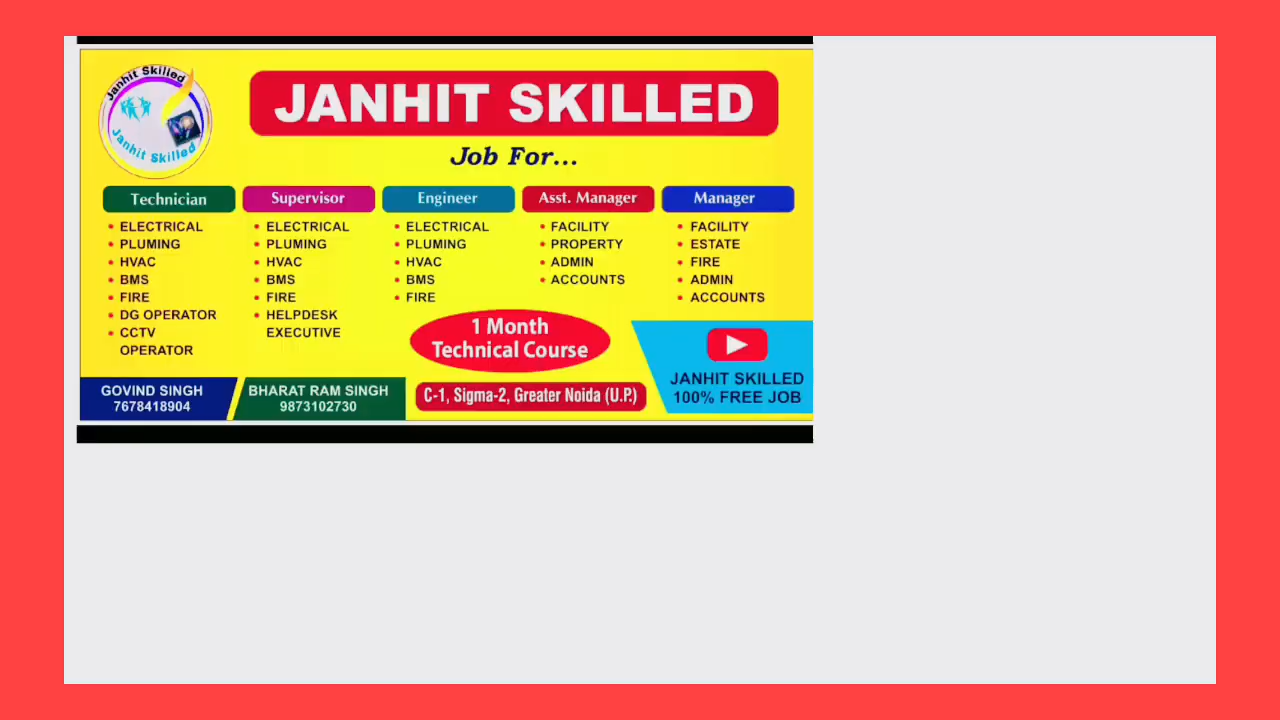 Janhit Skilled
Janhit Skilled
JANHIT SKILLED
Job For...
Technician
• ELECTRICAL
• PLUMING
• HVAC
• BMS
• FIRE
• DG OPERATOR
• CCTV
OPERATOR
Supervisor
• ELECTRICAL
• PLUMING
• HVAC
• BMS
• FIRE
• HELPDESK
EXECUTIVE
Engineer
• ELECTRICAL
• PLUMING
• HVAC
• BMS
• FIRE
Asst. Manager
• FACILITY
• PROPERTY
• ADMIN
• ACCOUNTS
Manager
• FACILITY
• ESTATE
• FIRE
• ADMIN
• ACCOUNTS
1 Month
Technical Course
GOVIND SINGH
7678418904
BHARAT RAM SINGH
9873102730
C-1, Sigma-2, Greater Noida (U.P.)
JANHIT SKILLED
100% FREE JOB